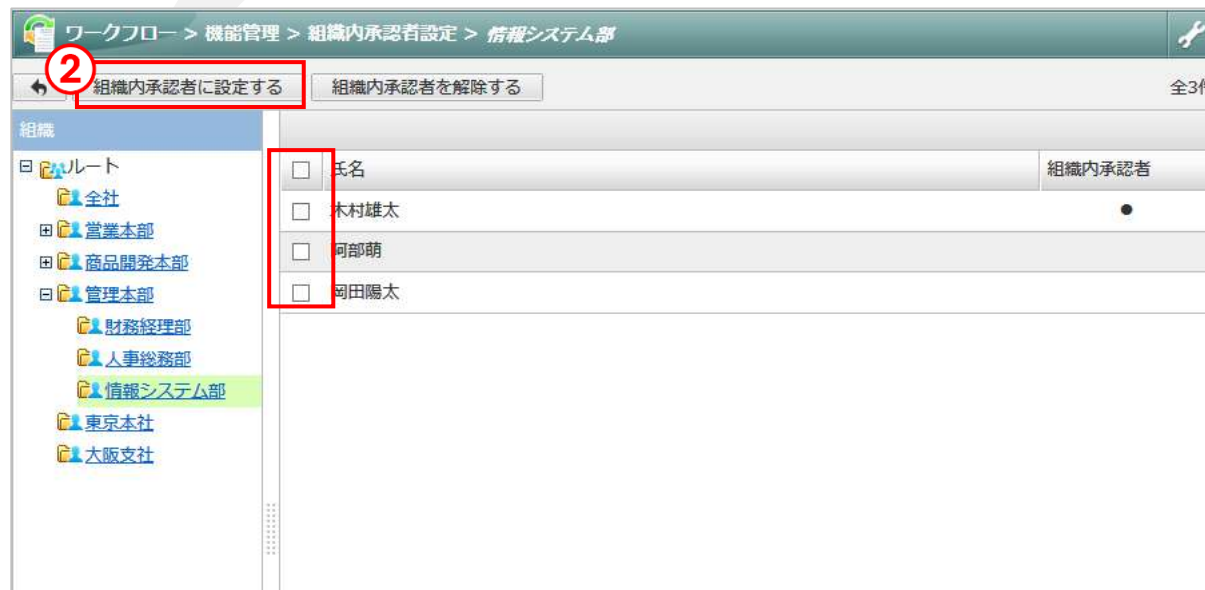 ワークフロー > 機能管理 > 組織内承認者設定 > 情報システム部
②
組織内承認者に設定する 組織内承認者を解除する 全3件
組織
ルート
全社
営業本部
商品開発本部
管理本部
財務経理部
人事総務部
情報システム部
東京本社
大阪支社
氏名 組織内承認者
木村雄太 ●
阿部萌
岡田陽太